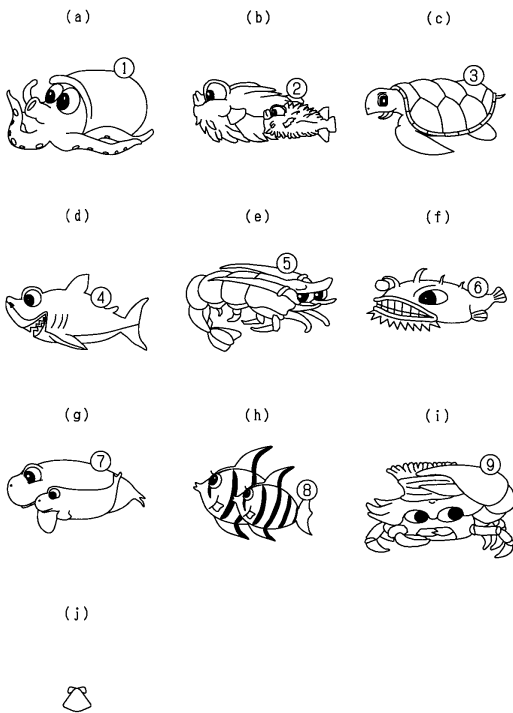 (a) (b) (c)
① ② ③
(d) (e) (f)
④ ⑤ ⑥
(g) (h) (i)
⑦ ⑧ ⑨
(j)